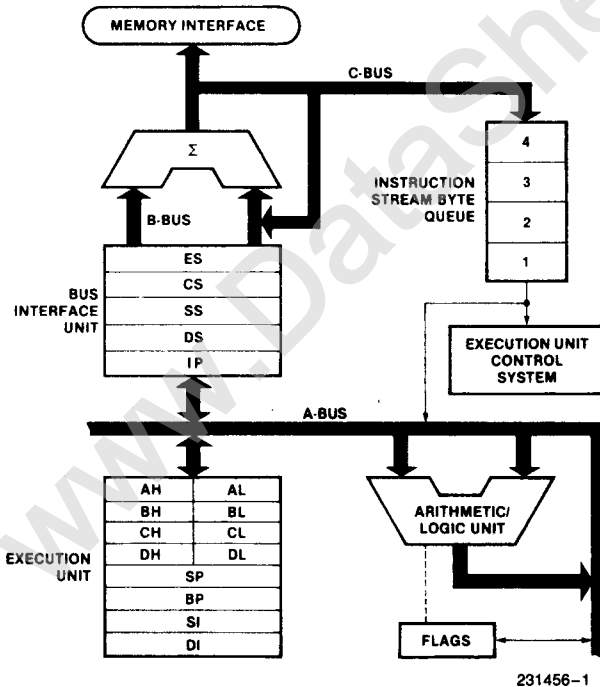 MEMORY INTERFACE
C-BUS
Σ
B-BUS
INSTRUCTION
STREAM BYTE
QUEUE
4
3
2
1
BUS
INTERFACE
UNIT
ES
CS
SS
DS
IP
EXECUTION UNIT
CONTROL
SYSTEM
A-BUS
EXECUTION
UNIT
AH AL
BH BL
CH CL
DH DL
SP
BP
SI
DI
ARITHMETIC/
LOGIC UNIT
FLAGS
231456–1
www.DataShe